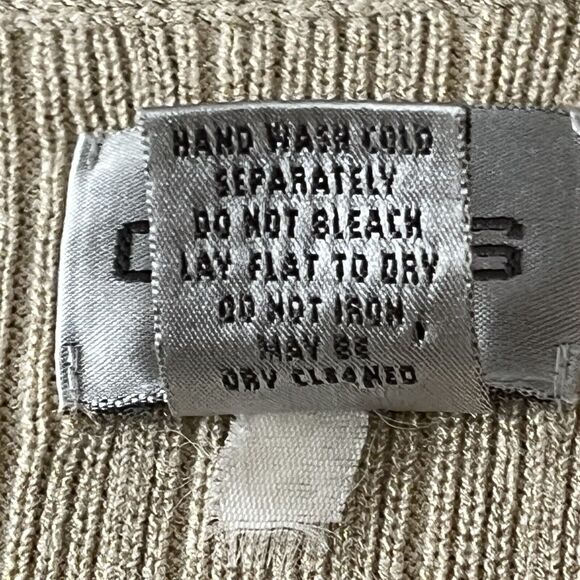 HAND WASH COLD
SEPARATELY
DO NOT BLEACH
LAY FLAT TO DRY
DO NOT IRON
MAY BE
DRY CLEANED